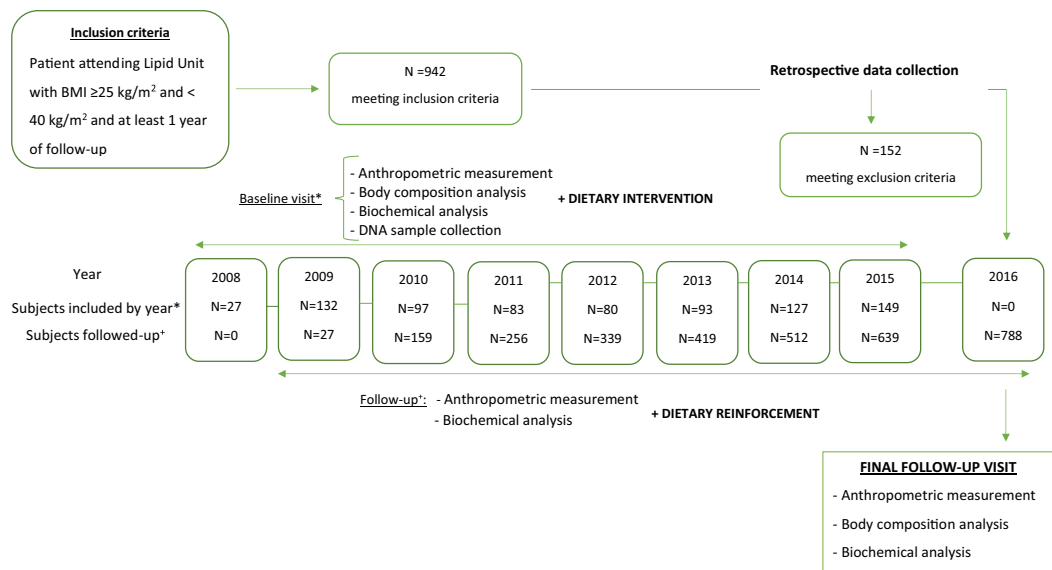 Inclusion criteria
Patient attending Lipid Unit
with BMI ≥25 kg/m² and <
40 kg/m² and at least 1 year
of follow-up
N =942
meeting inclusion criteria
Retrospective data collection
N =152
meeting exclusion criteria
Baseline visit*
- Anthropometric measurement
- Body composition analysis
- Biochemical analysis
- DNA sample collection
+ DIETARY INTERVENTION
Year 2008 2009 2010 2011 2012 2013 2014 2015 2016
Subjects included by year* N=27 N=132 N=97 N=83 N=80 N=93 N=127 N=149 N=0
Subjects followed-up⁺ N=0 N=27 N=159 N=256 N=339 N=419 N=512 N=639 N=788
Follow-up⁺: - Anthropometric measurement
- Biochemical analysis
+ DIETARY REINFORCEMENT
FINAL FOLLOW-UP VISIT
- Anthropometric measurement
- Body composition analysis
- Biochemical analysis